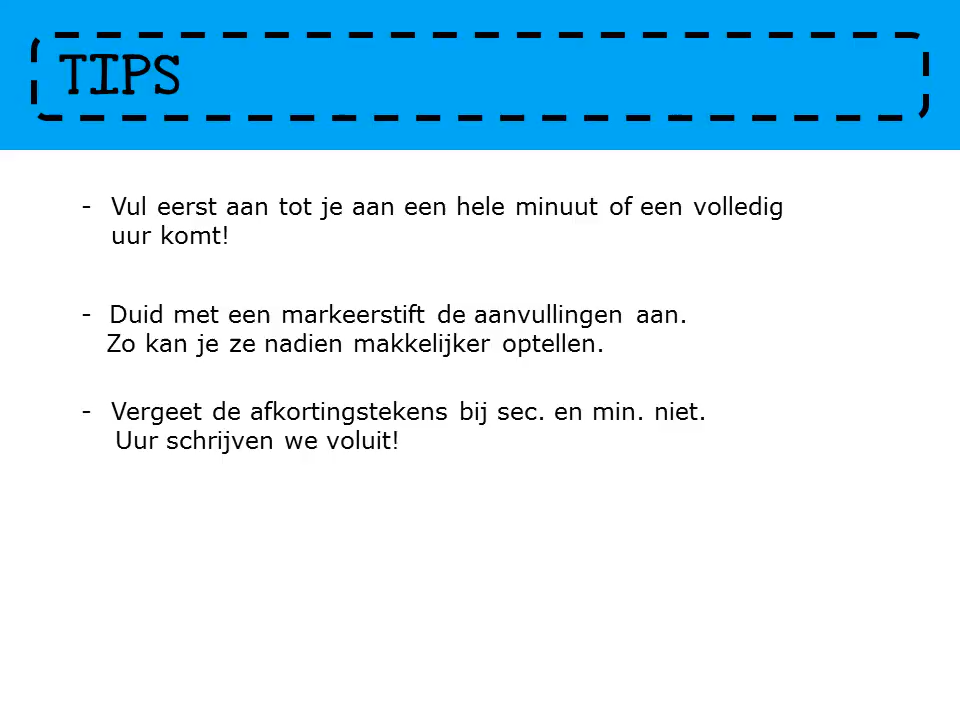 TIPS
- Vul eerst aan tot je aan een hele minuut of een volledig
uur komt!
- Duid met een markeerstift de aanvullingen aan.
Zo kan je ze nadien makkelijker optellen.
- Vergeet de afkortingstekens bij sec. en min. niet.
Uur schrijven we voluit!